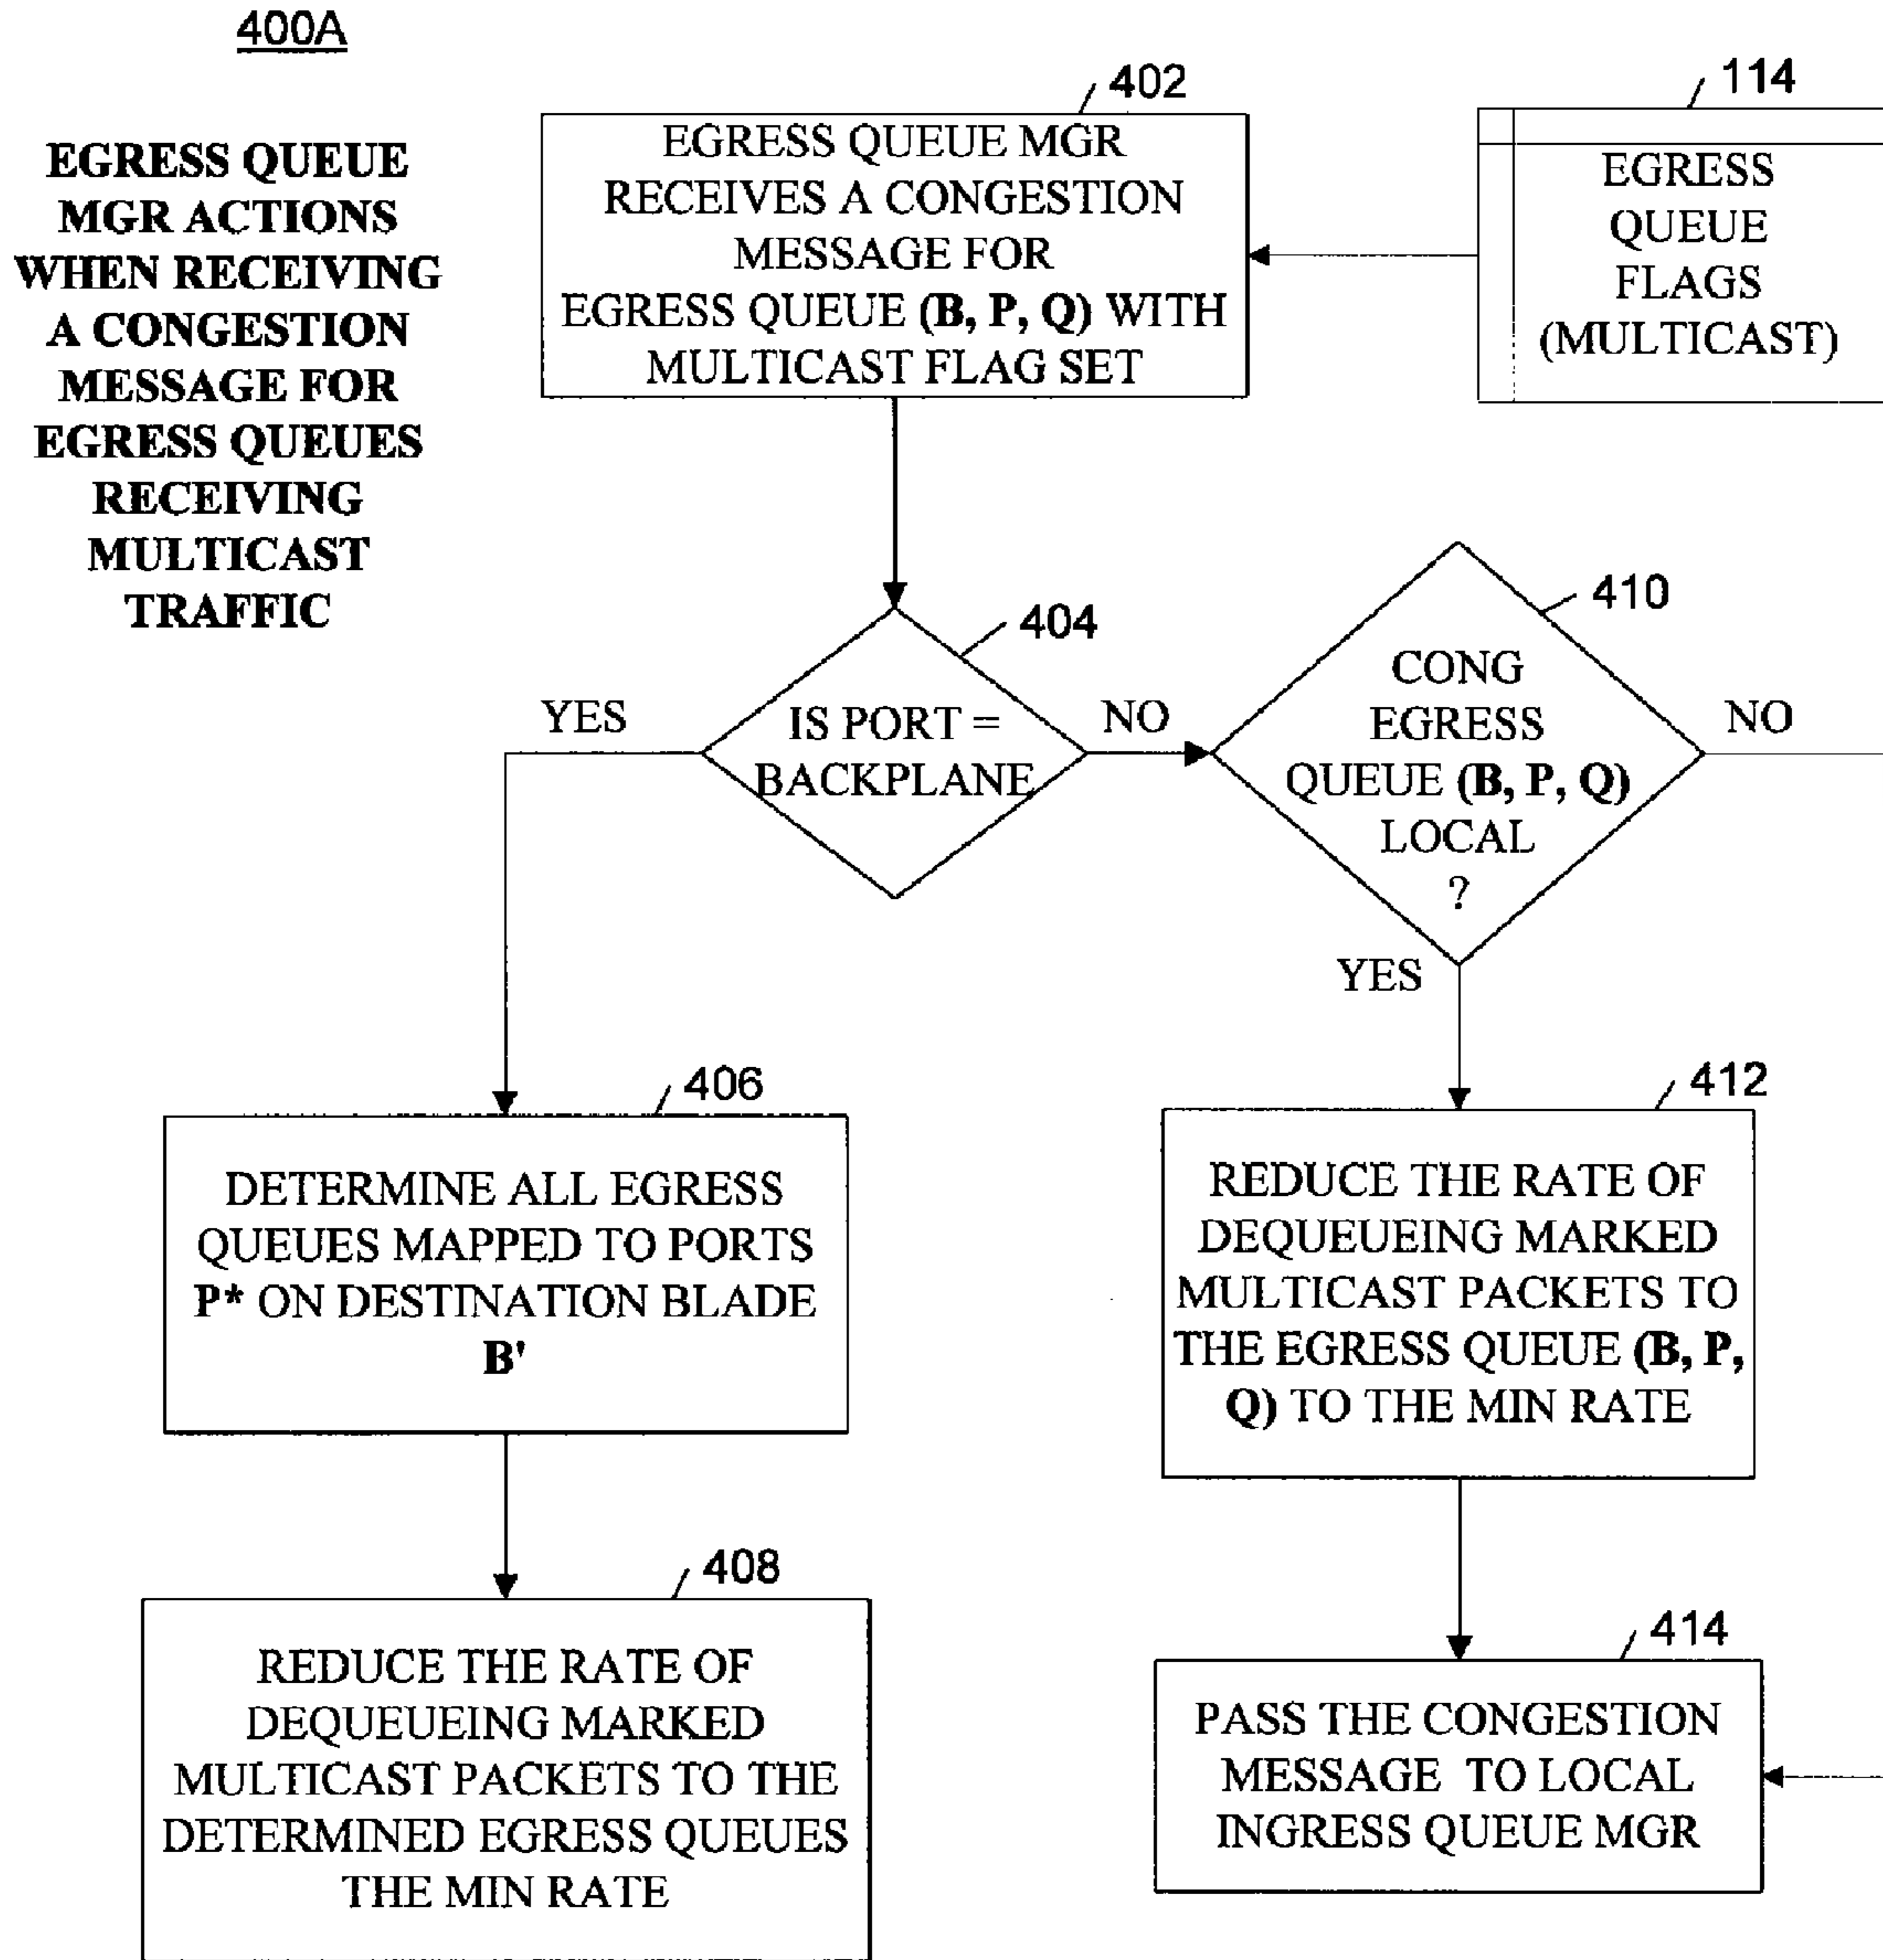 400A
EGRESS QUEUE
MGR ACTIONS
WHEN RECEIVING
A CONGESTION
MESSAGE FOR
EGRESS QUEUES
RECEIVING
MULTICAST
TRAFFIC
402
EGRESS QUEUE MGR
RECEIVES A CONGESTION
MESSAGE FOR
EGRESS QUEUE (B, P, Q) WITH
MULTICAST FLAG SET
114
EGRESS
QUEUE
FLAGS
(MULTICAST)
404
IS PORT =
BACKPLANE
YES
NO
410
CONG
EGRESS
QUEUE (B, P, Q)
LOCAL
?
NO
YES
406
DETERMINE ALL EGRESS
QUEUES MAPPED TO PORTS
P* ON DESTINATION BLADE
B'
412
REDUCE THE RATE OF
DEQUEUEING MARKED
MULTICAST PACKETS TO
THE EGRESS QUEUE (B, P,
Q) TO THE MIN RATE
408
REDUCE THE RATE OF
DEQUEUEING MARKED
MULTICAST PACKETS TO THE
DETERMINED EGRESS QUEUES
THE MIN RATE
414
PASS THE CONGESTION
MESSAGE TO LOCAL
INGRESS QUEUE MGR